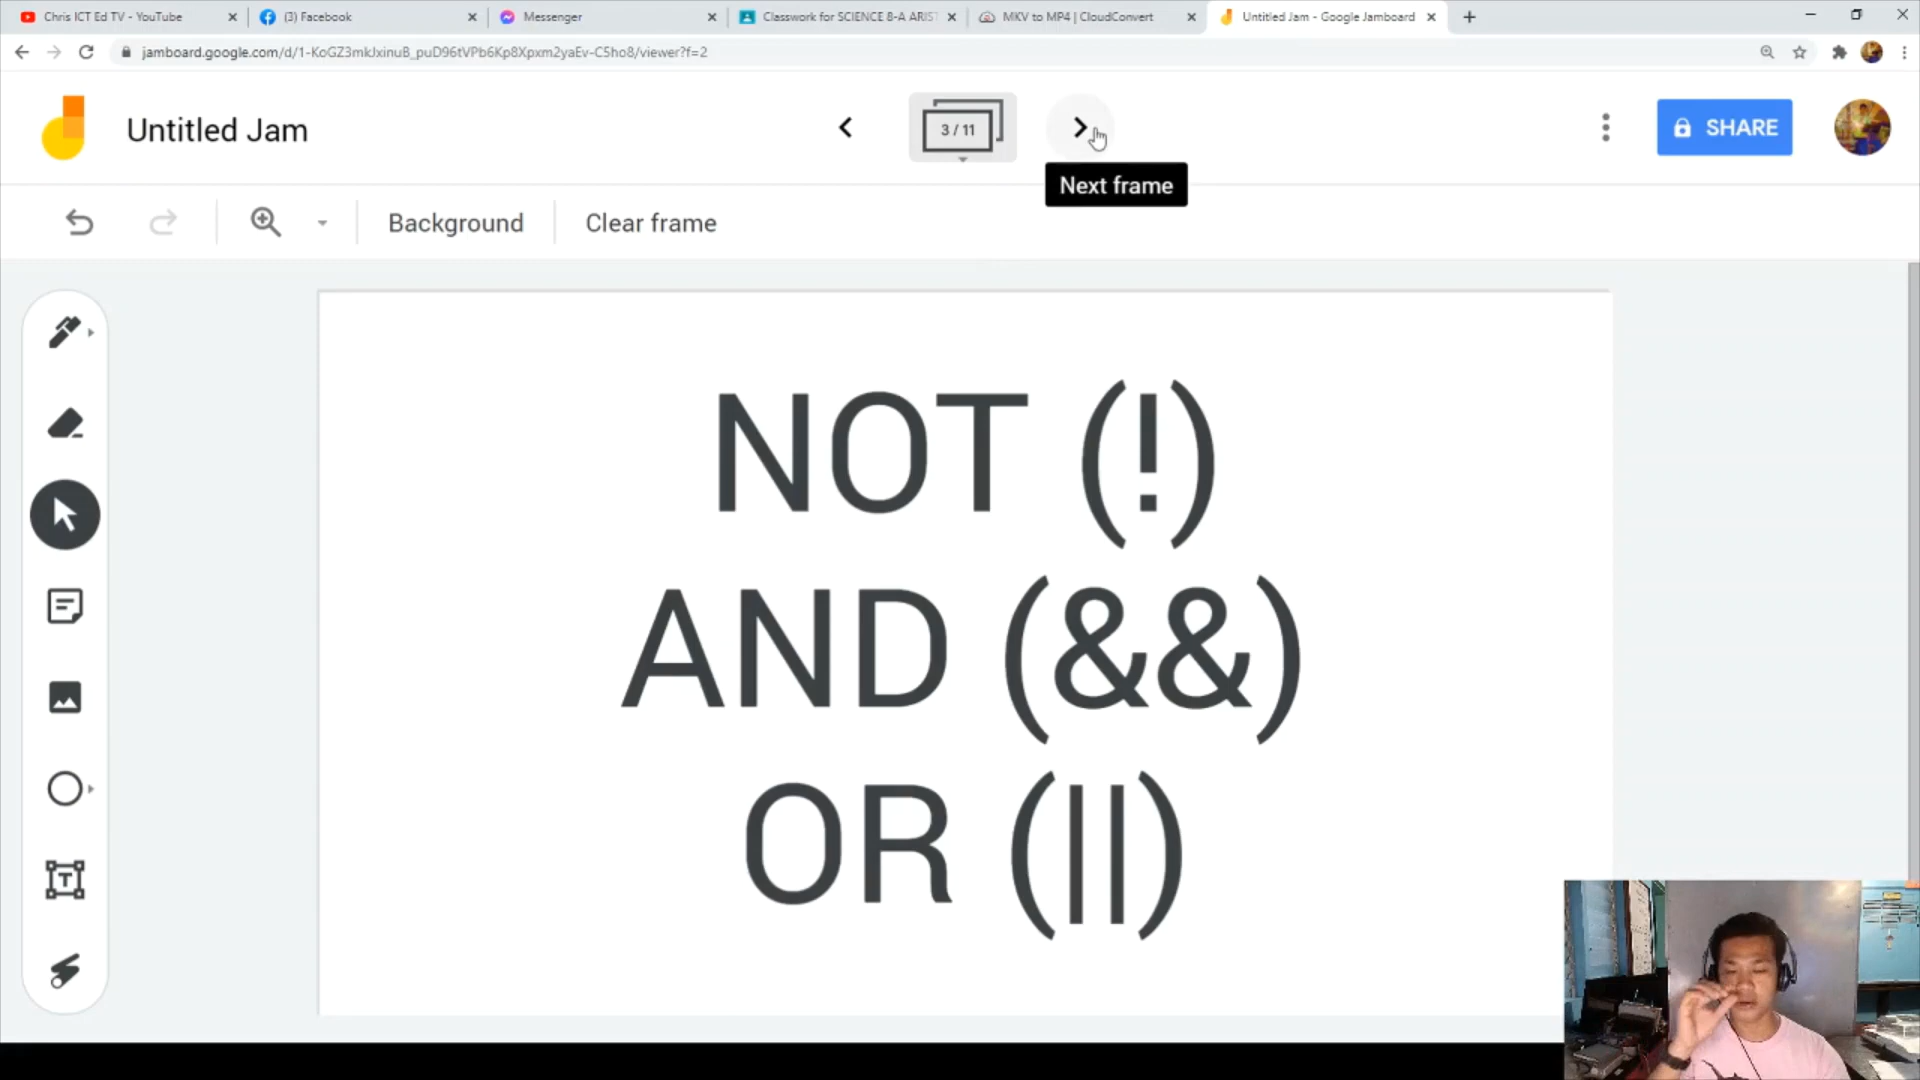 Chris ICT Ed TV - YouTube
(3) Facebook
Messenger
Classwork for SCIENCE 8-A ARIST
MKV to MP4 | CloudConvert
Untitled Jam - Google Jamboard
jamboard.google.com/d/1-KoGZ3mkJxinuB_puD96tVPb6Kp8Xpxm2yaEv-C5ho8/viewer?f=2
Untitled Jam
3 / 11
SHARE
Next frame
Background
Clear frame
NOT (!)
AND (&&)
OR (||)